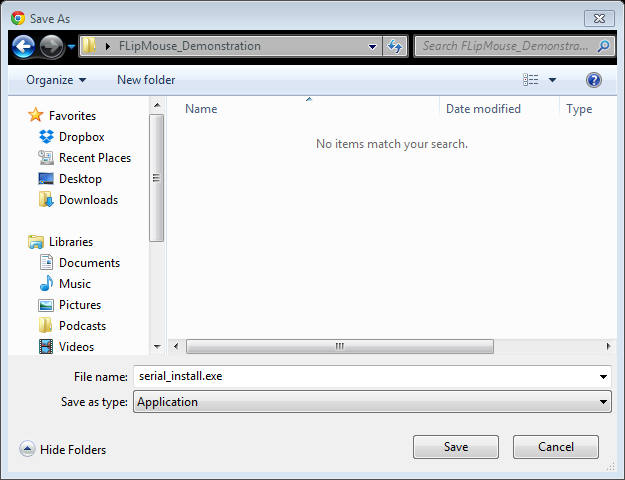 Save As
FLipMouse_Demonstration
Search FLipMouse_Demonstra...
Organize
New folder
Name
Date modified
Type
No items match your search.
Favorites
Dropbox
Recent Places
Desktop
Downloads
Libraries
Documents
Music
Pictures
Podcasts
Videos
File name: serial_install.exe
Save as type: Application
Hide Folders
Save
Cancel